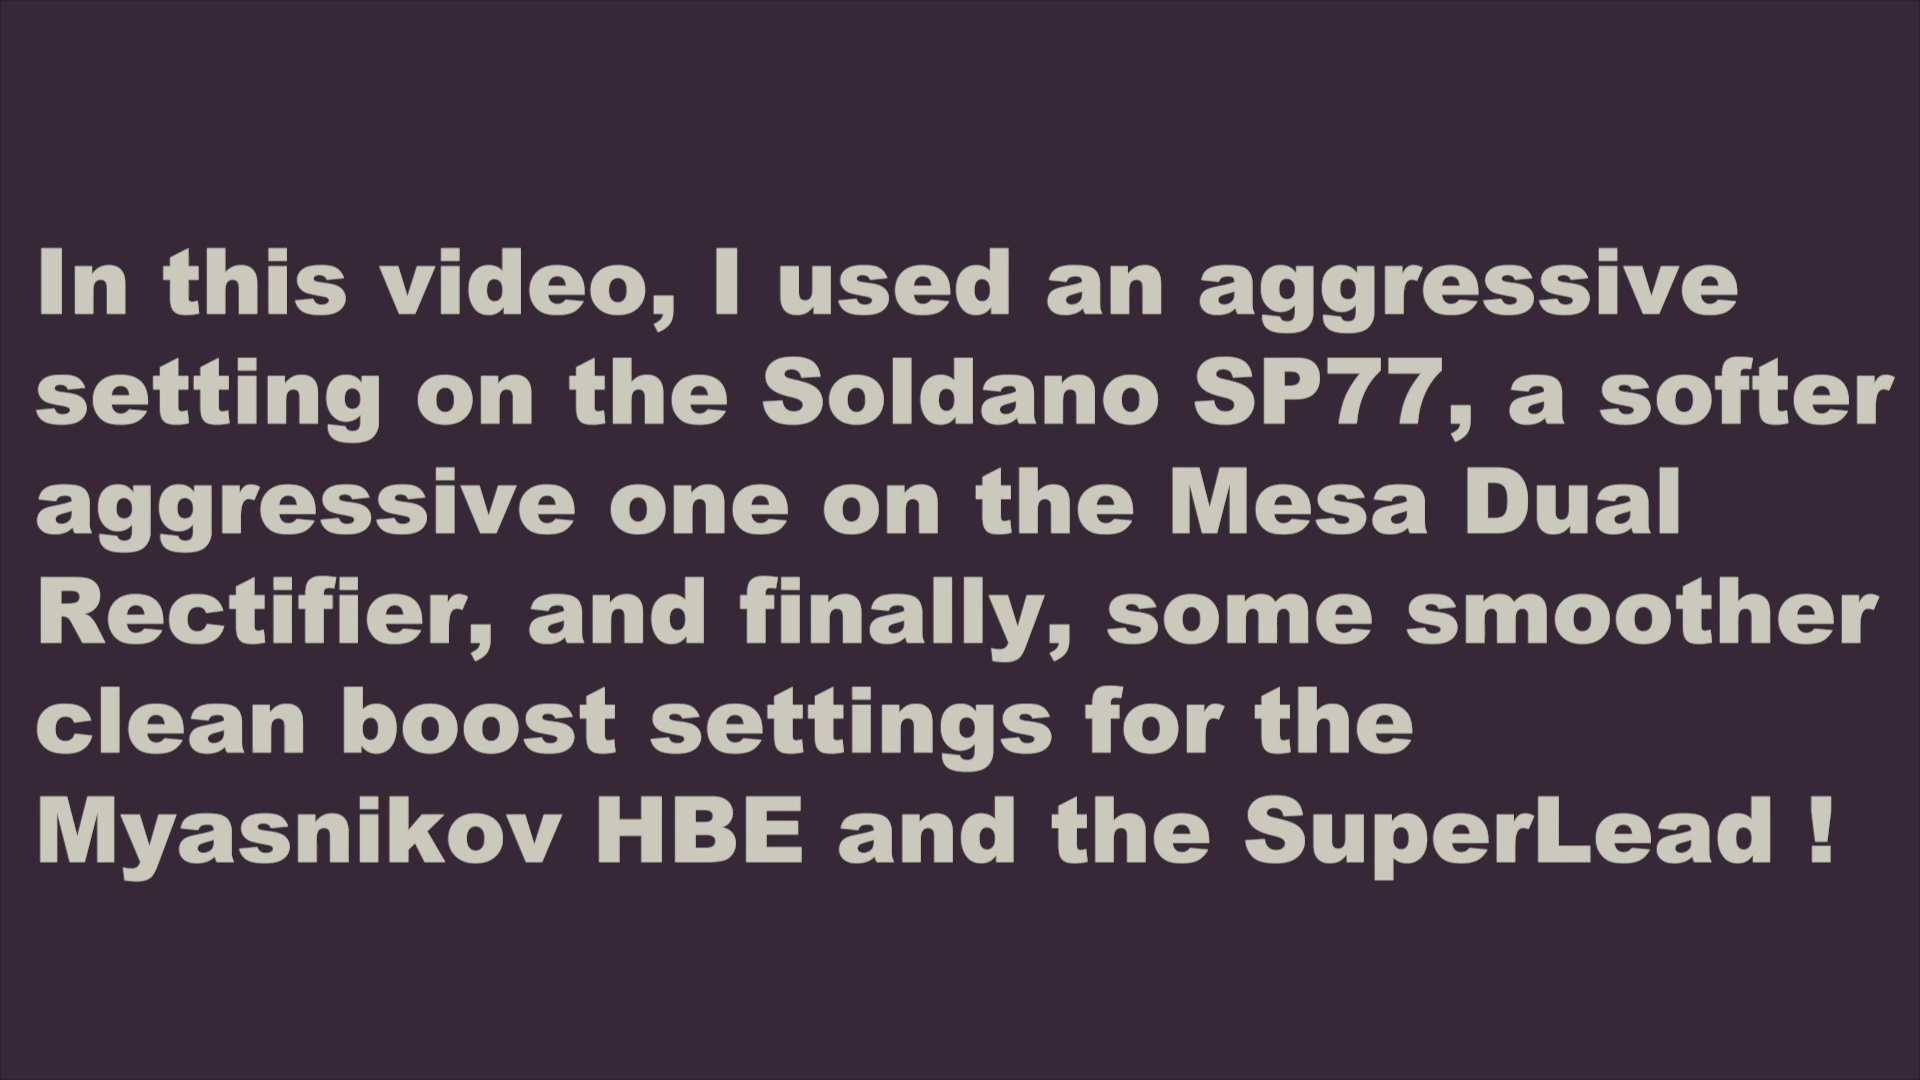 In this video, I used an aggressive
setting on the Soldano SP77, a softer
aggressive one on the Mesa Dual
Rectifier, and finally, some smoother
clean boost settings for the
Myasnikov HBE and the SuperLead !